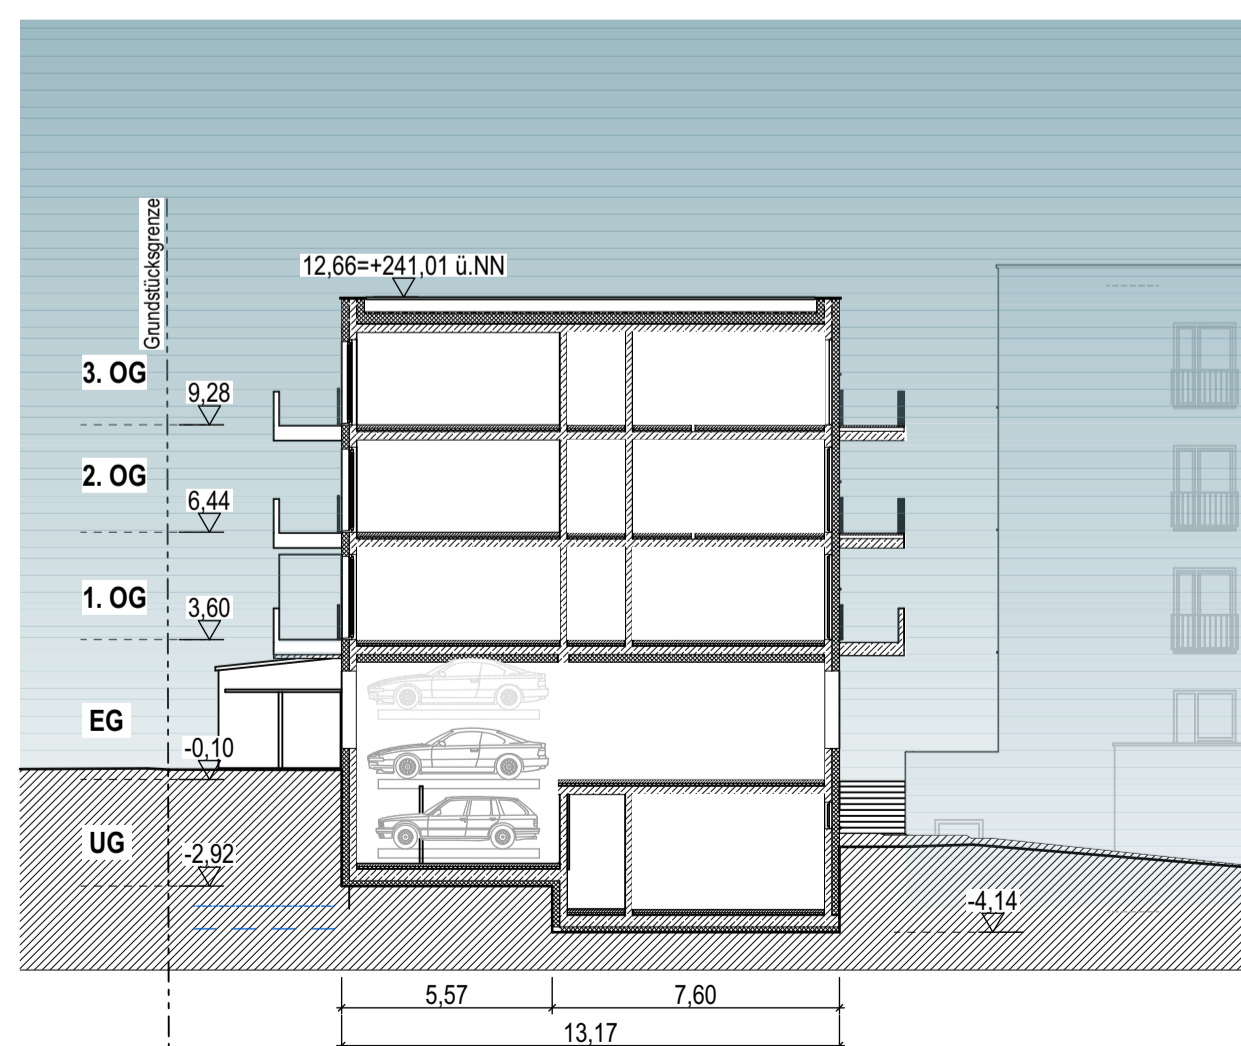 Grundstücksgrenze
12,66=+241,01 ü.NN
3. OG
9,28
2. OG
6,44
1. OG
3,60
EG
-0,10
UG
-2,92
-4,14
5,57
7,60
13,17